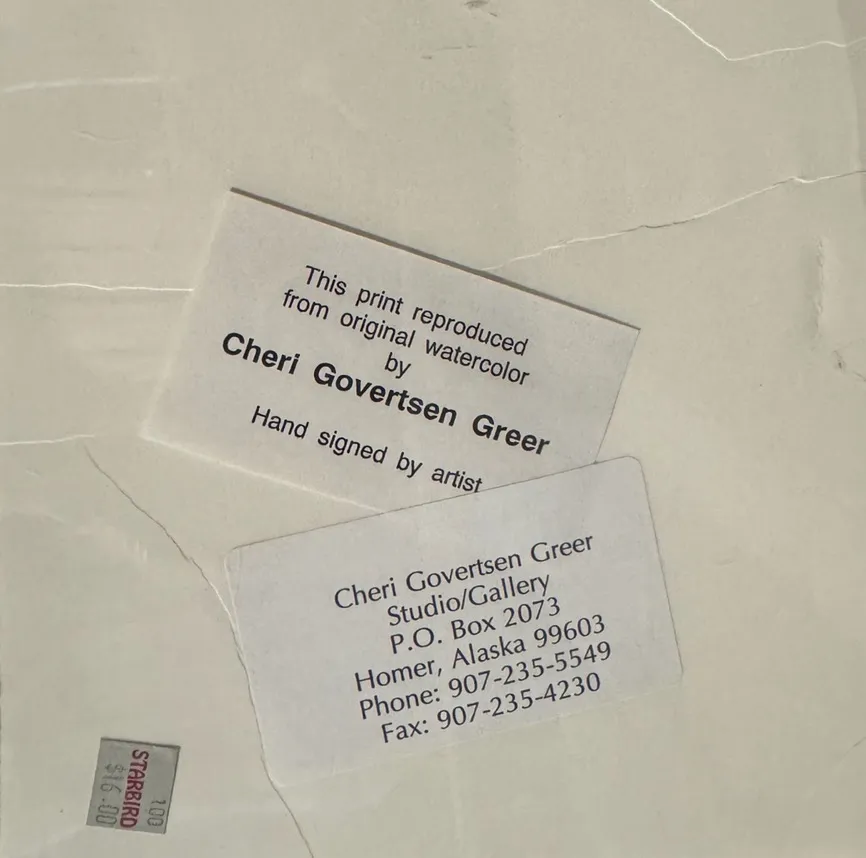 This print reproduced
from original watercolor
by
Cheri Govertsen Greer
Hand signed by artist
Cheri Govertsen Greer
Studio/Gallery
P.O. Box 2073
Homer, Alaska 99603
Phone: 907-235-5549
Fax: 907-235-4230
100
STARBIRD
$16.00